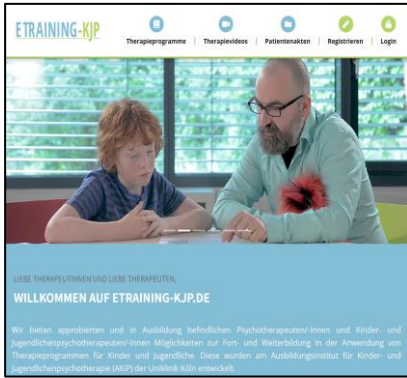 ETRAINING-KJP
Therapieprogramme | Therapievideos | Patientenakten | Registrieren | Login
LIEBE THERAPEUTINNEN UND LIEBE THERAPEUTEN,
WILLKOMMEN AUF ETRAINING-KJP.DE
Wir bieten approbierten und in Ausbildung befindlichen Psychotherapeuten/-Innen und Kinder- und
Jugendlichenpsychotherapeuten/-Innen Möglichkeiten zur Fort- und Weiterbildung in der Anwendung von
Therapieprogrammen für Kinder und Jugendliche. Diese wurden am Ausbildungsinstitut für Kinder- und
Jugendlichenpsychotherapie (AKiP) der Uniklinik Köln entwickelt.